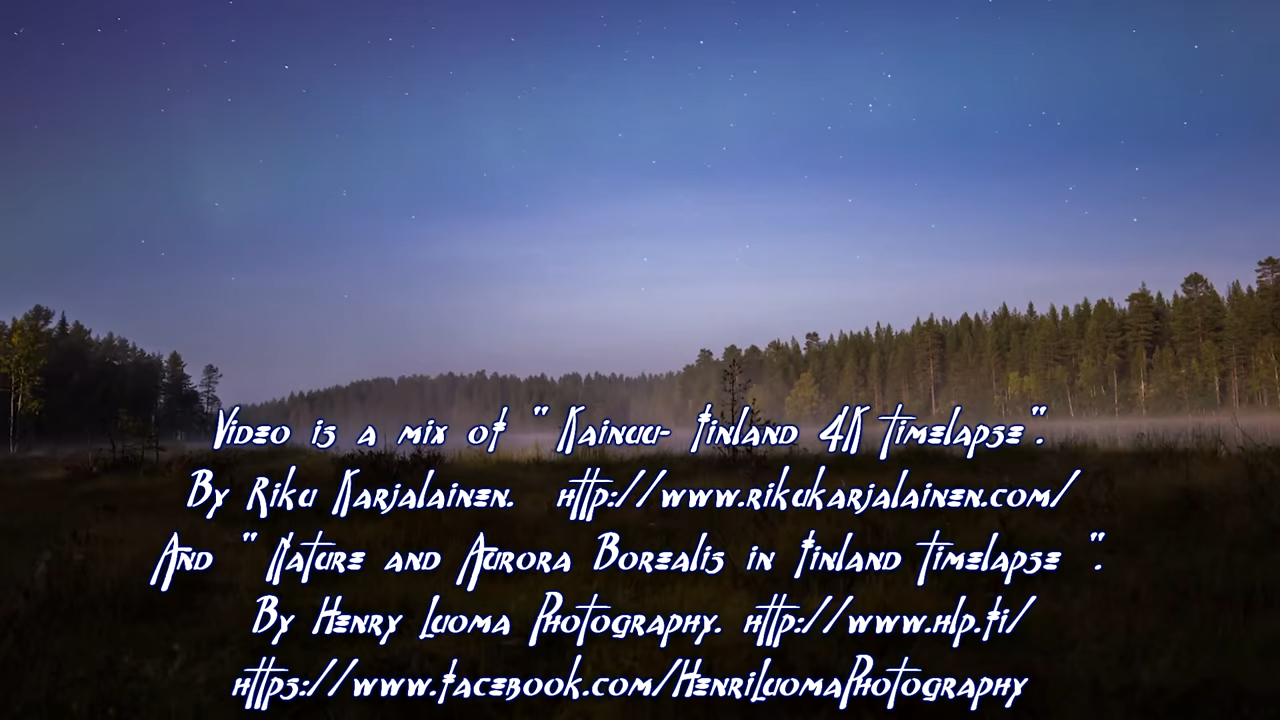 Video is a mix of " Kainuu- Finland 4K Timelapse".
By Riku Karjalainen. http://www.rikukarjalainen.com/
And " Nature and Aurora Borealis in Finland Timelapse ".
By Henry Luoma Photography. http://www.hlp.fi/
https://www.facebook.com/HenriLuomaPhotography